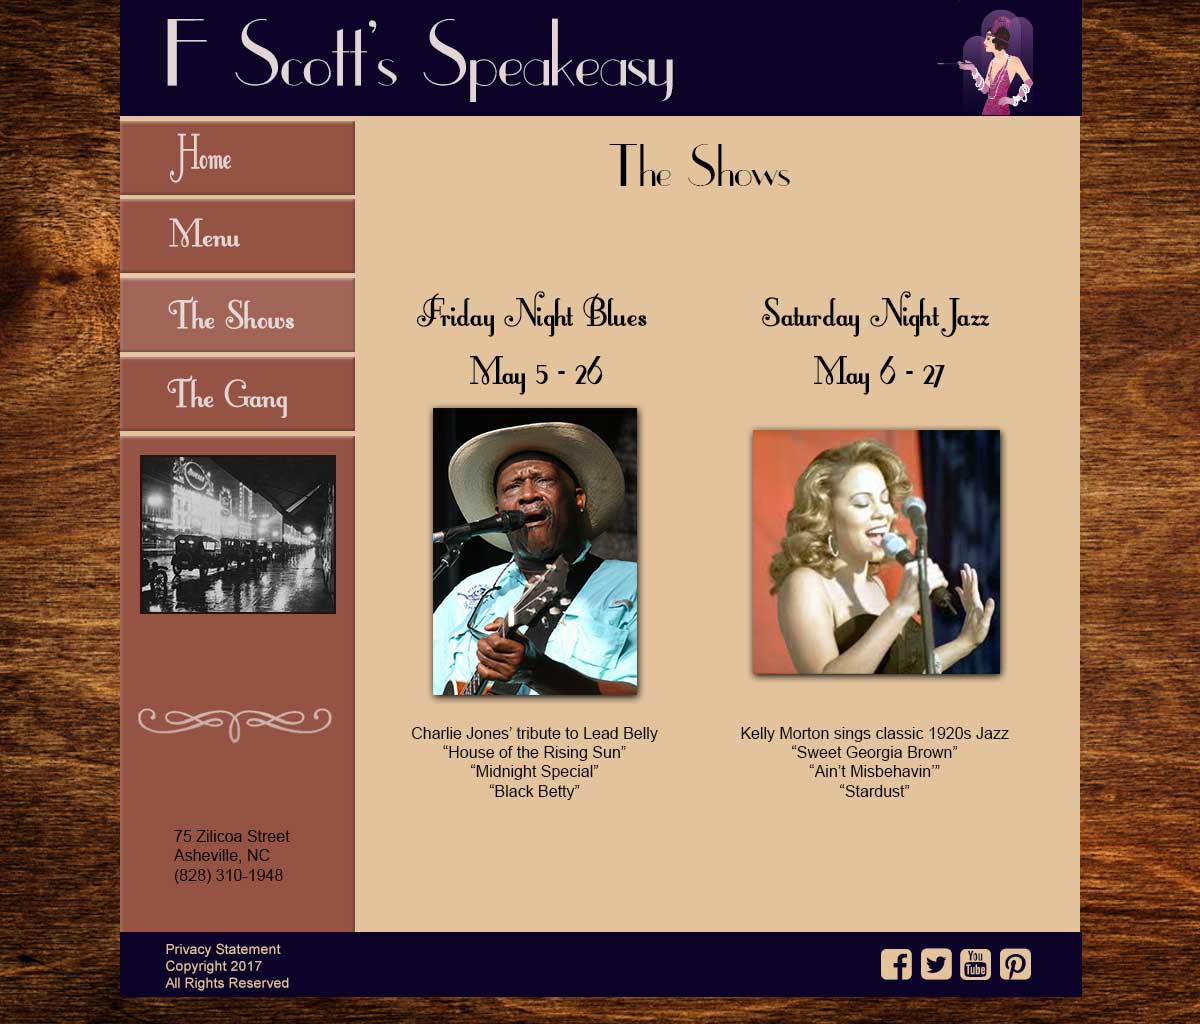 F Scott's Speakeasy
Home
Menu
The Shows
The Gang
75 Zilicoa Street
Asheville, NC
(828) 310-1948
The Shows
Friday Night Blues
May 5 - 26
Charlie Jones’ tribute to Lead Belly
“House of the Rising Sun”
“Midnight Special”
“Black Betty”
Saturday Night Jazz
May 6 - 27
Kelly Morton sings classic 1920s Jazz
“Sweet Georgia Brown”
“Ain’t Misbehavin’”
“Stardust”
Privacy Statement
Copyright 2017
All Rights Reserved
You
Tube